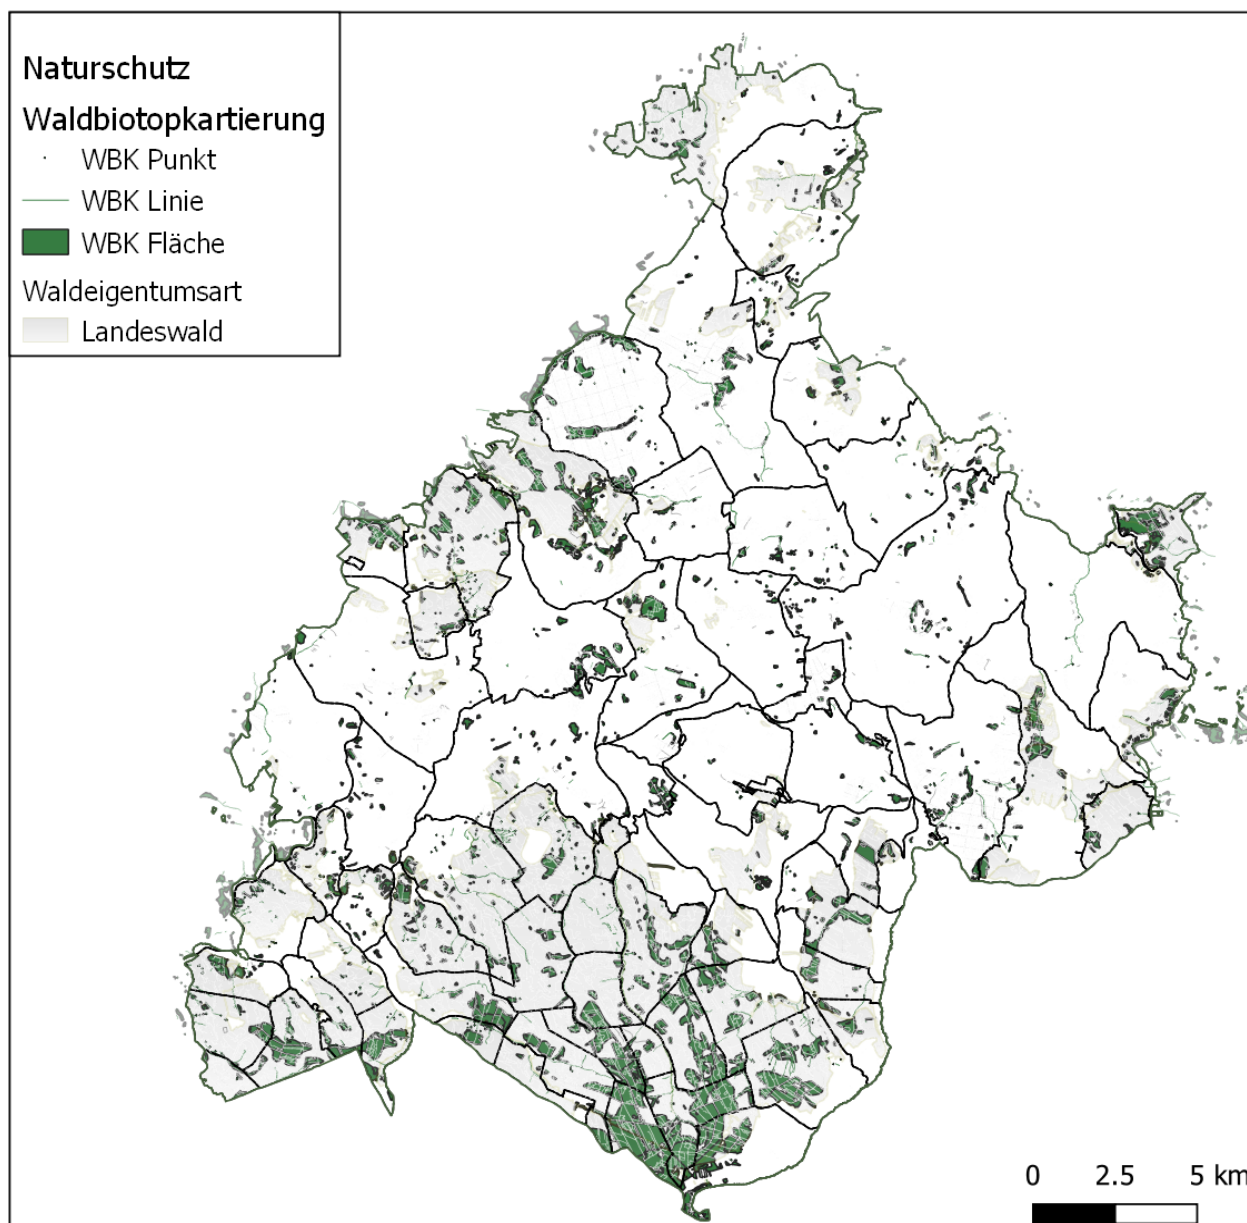 Naturschutz
Waldbiotopkartierung
WBK Punkt
WBK Linie
WBK Fläche
Waldeigentumsart
Landeswald
0 2.5 5 km